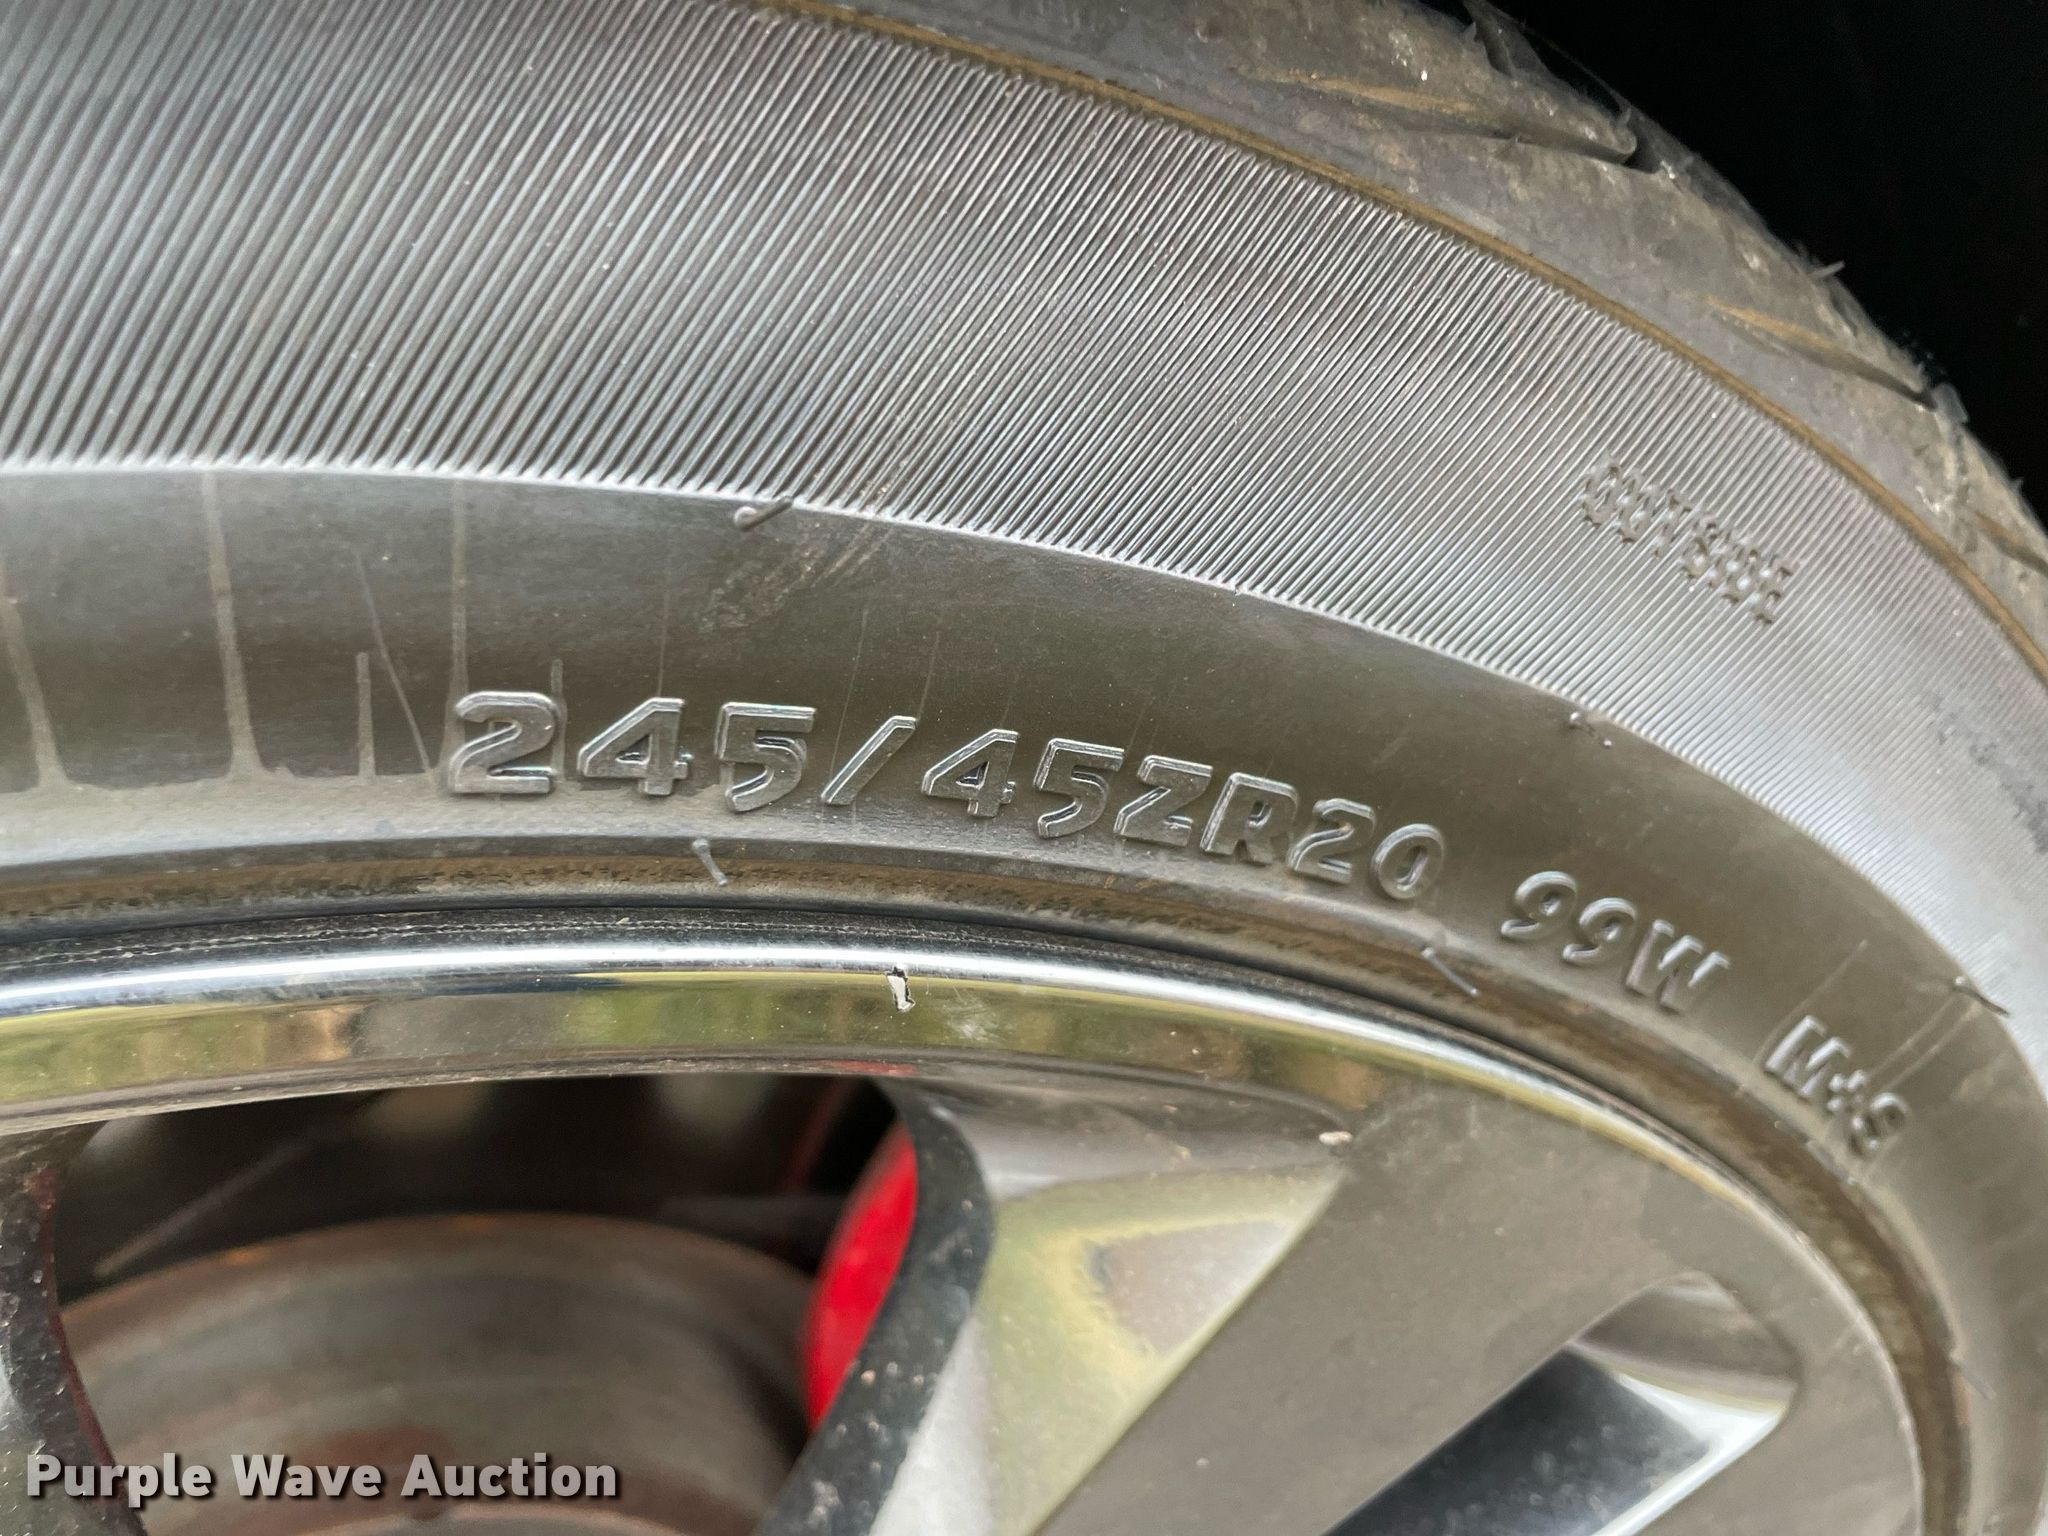 OUTSIDE
245/45ZR20 99W M+S
Purple Wave Auction